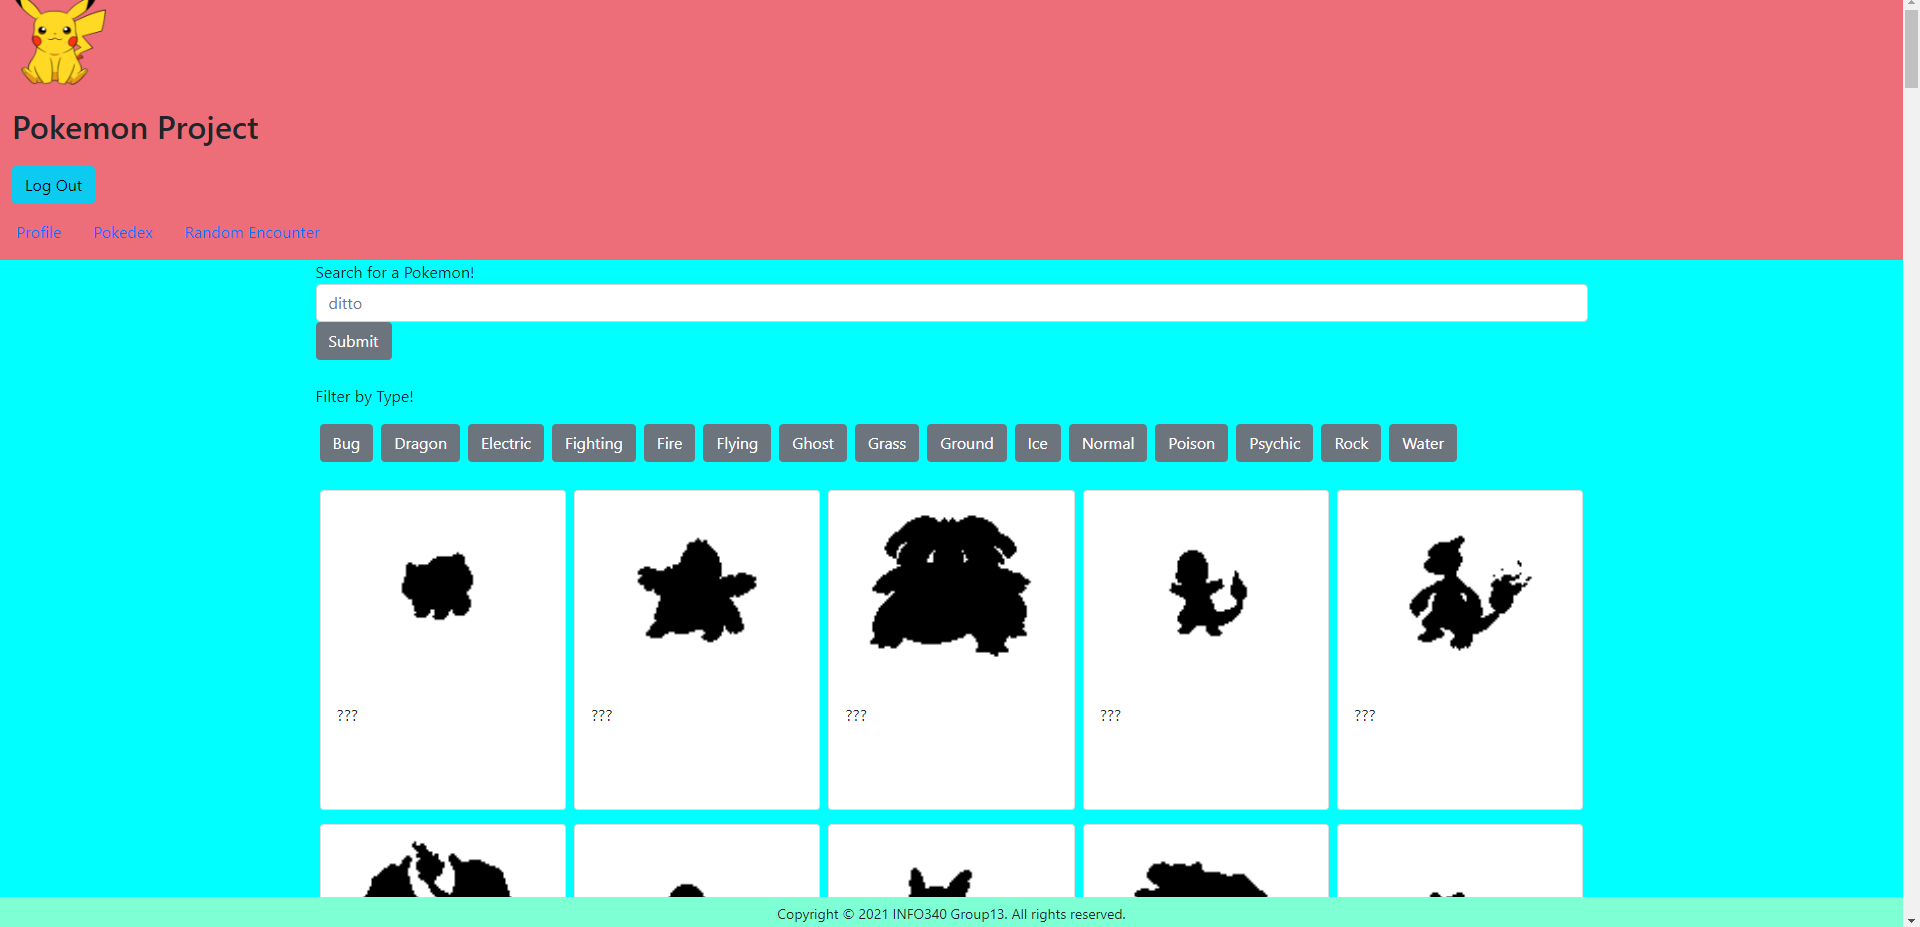 Pokemon Project
Log Out
Profile Pokedex Random Encounter
Search for a Pokemon!
ditto
Submit
Filter by Type!
Bug Dragon Electric Fighting Fire Flying Ghost Grass Ground Ice Normal Poison Psychic Rock Water
??? ??? ??? ??? ???
Copyright © 2021 INFO340 Group13. All rights reserved.